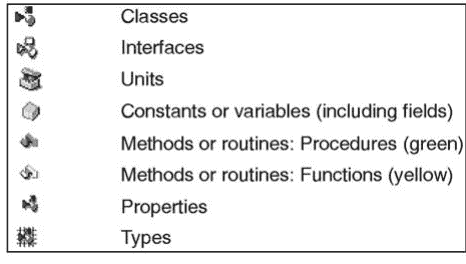 Classes
Interfaces
Units
Constants or variables (including fields)
Methods or routines: Procedures (green)
Methods or routines: Functions (yellow)
Properties
Types